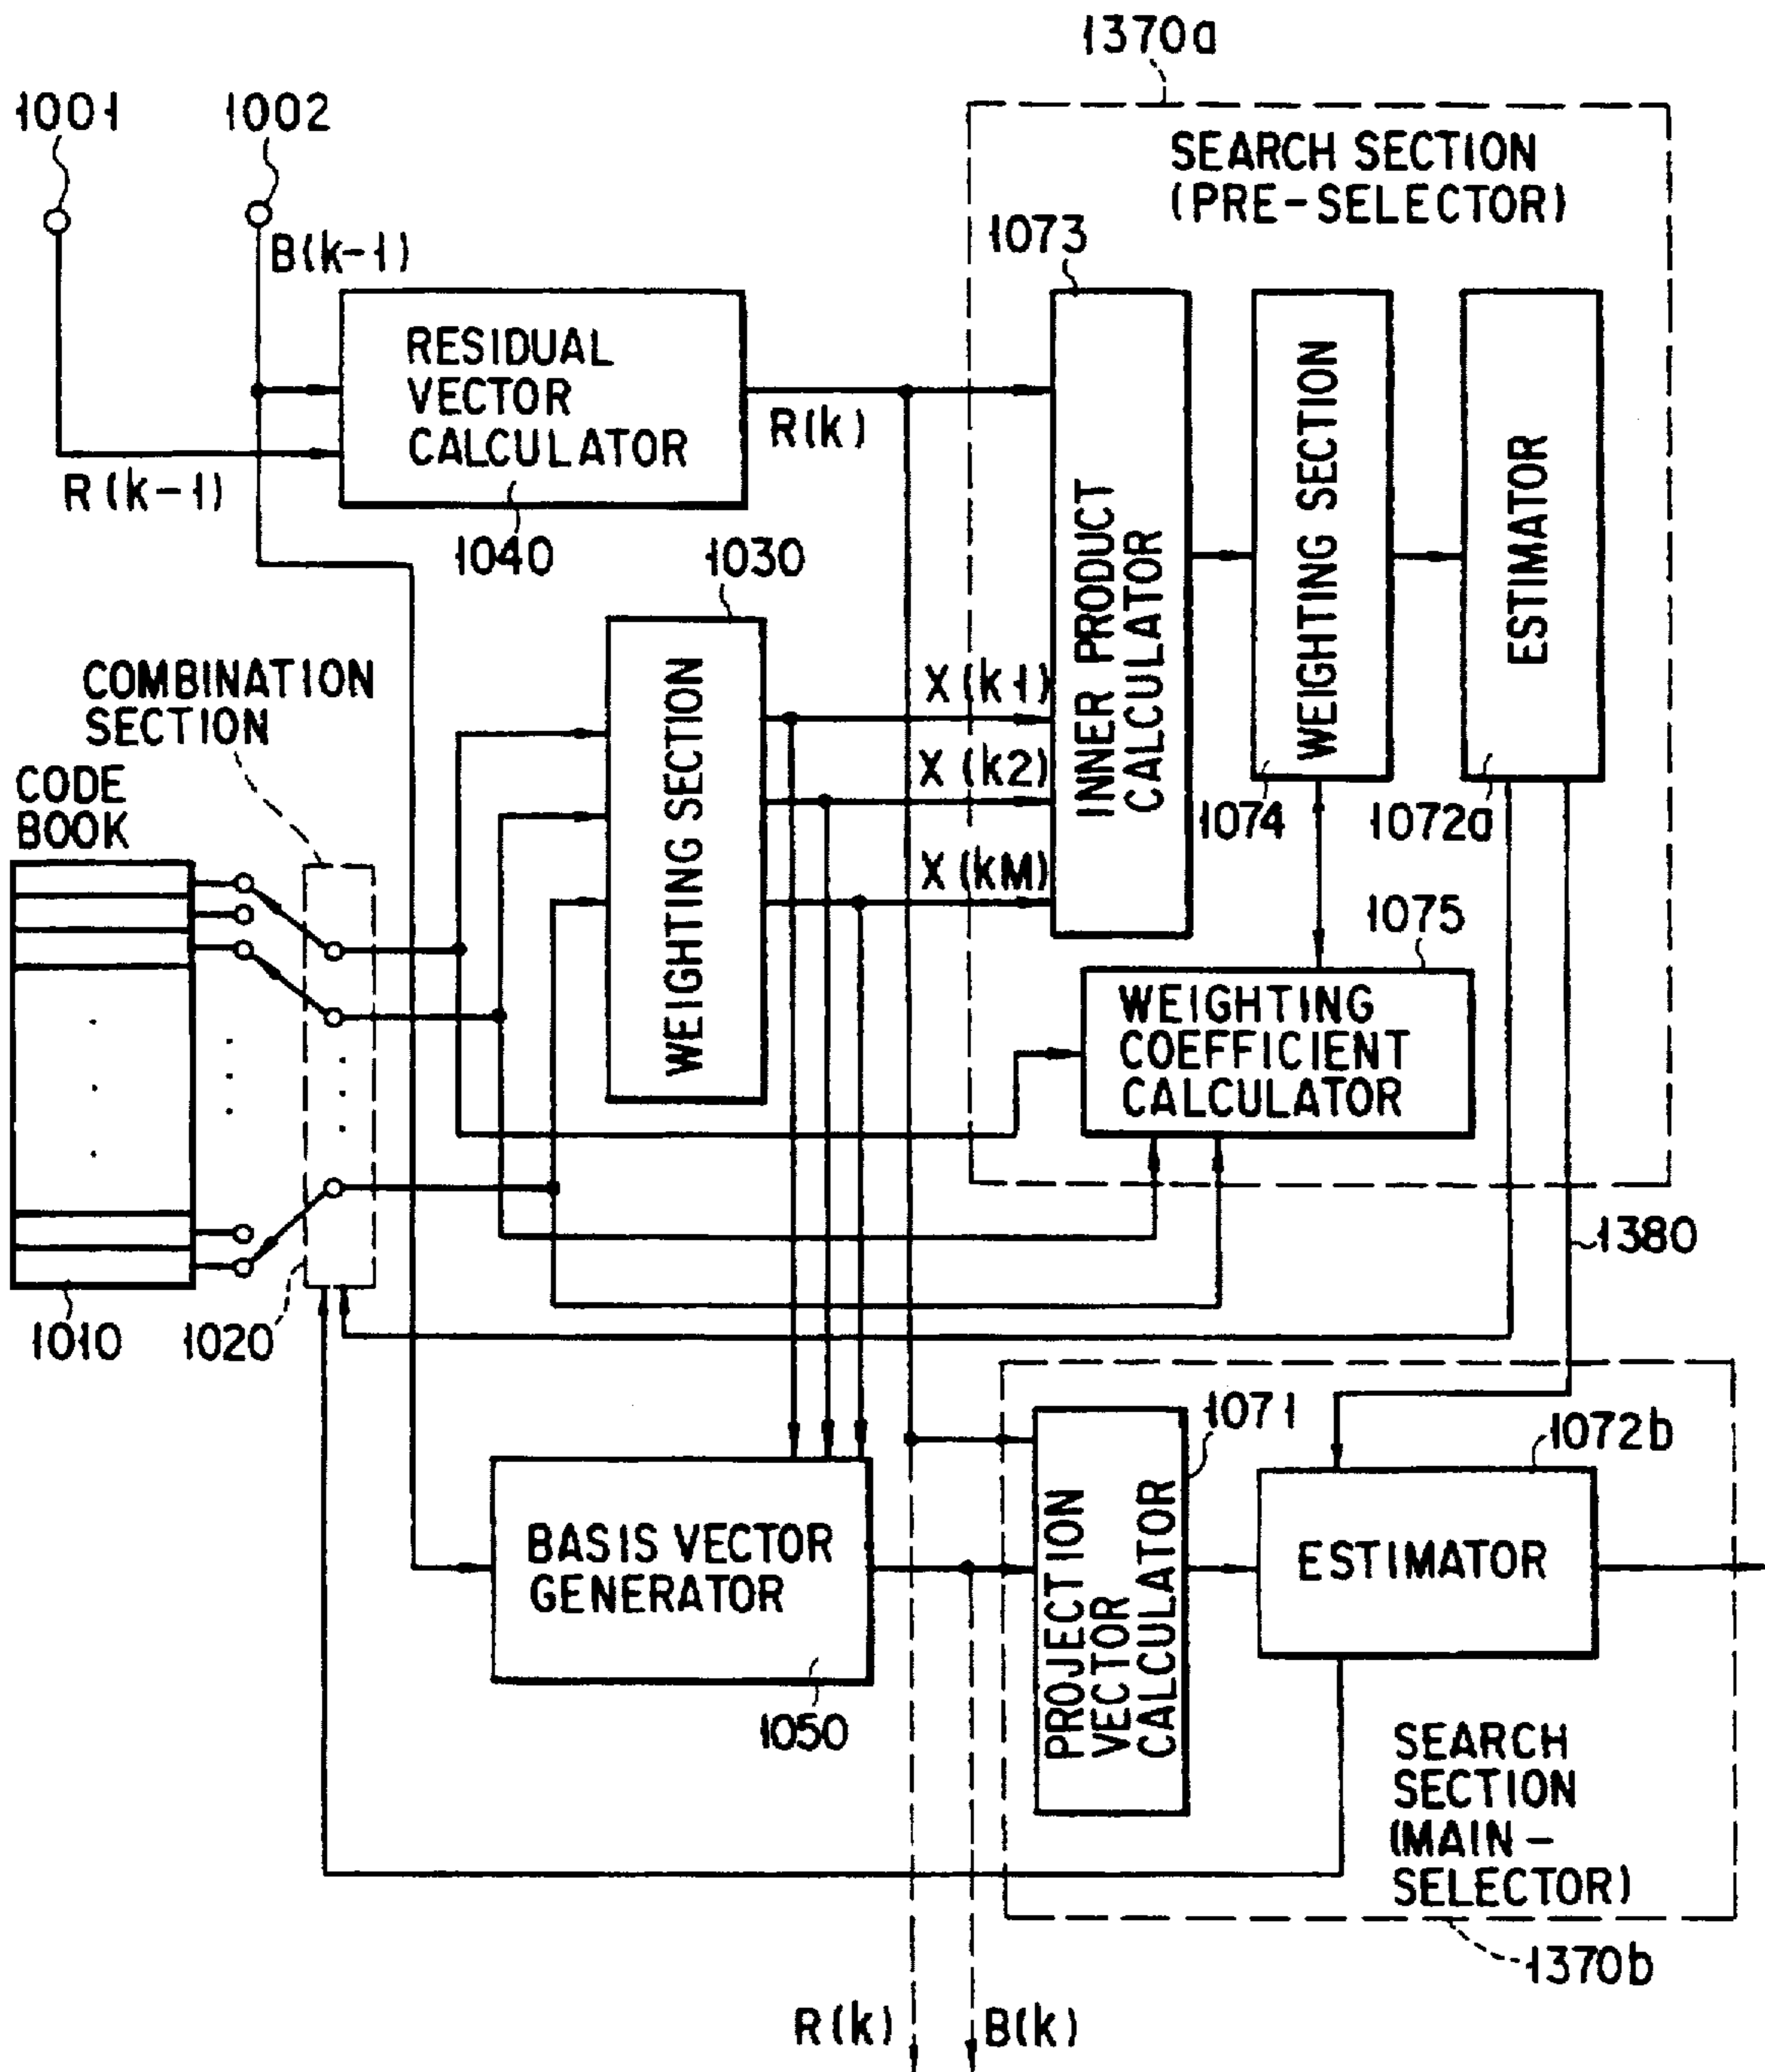 1370a
1001
1002
SEARCH SECTION
(PRE-SELECTOR)
B(k-1)
1073
RESIDUAL
VECTOR
CALCULATOR
R(k)
R(k-1)
1040
1030
INNER PRODUCT
CALCULATOR
WEIGHTING SECTION
ESTIMATOR
COMBINATION
SECTION
WEIGHTING SECTION
X(k1)
X(k2)
X(kM)
1074
1072a
CODE
BOOK
1075
WEIGHTING
COEFFICIENT
CALCULATOR
1380
1010
1020
1071
1072b
BASIS VECTOR
GENERATOR
PROJECTION
VECTOR
CALCULATOR
ESTIMATOR
1050
SEARCH
SECTION
(MAIN-
SELECTOR)
1370b
R(k)
B(k)